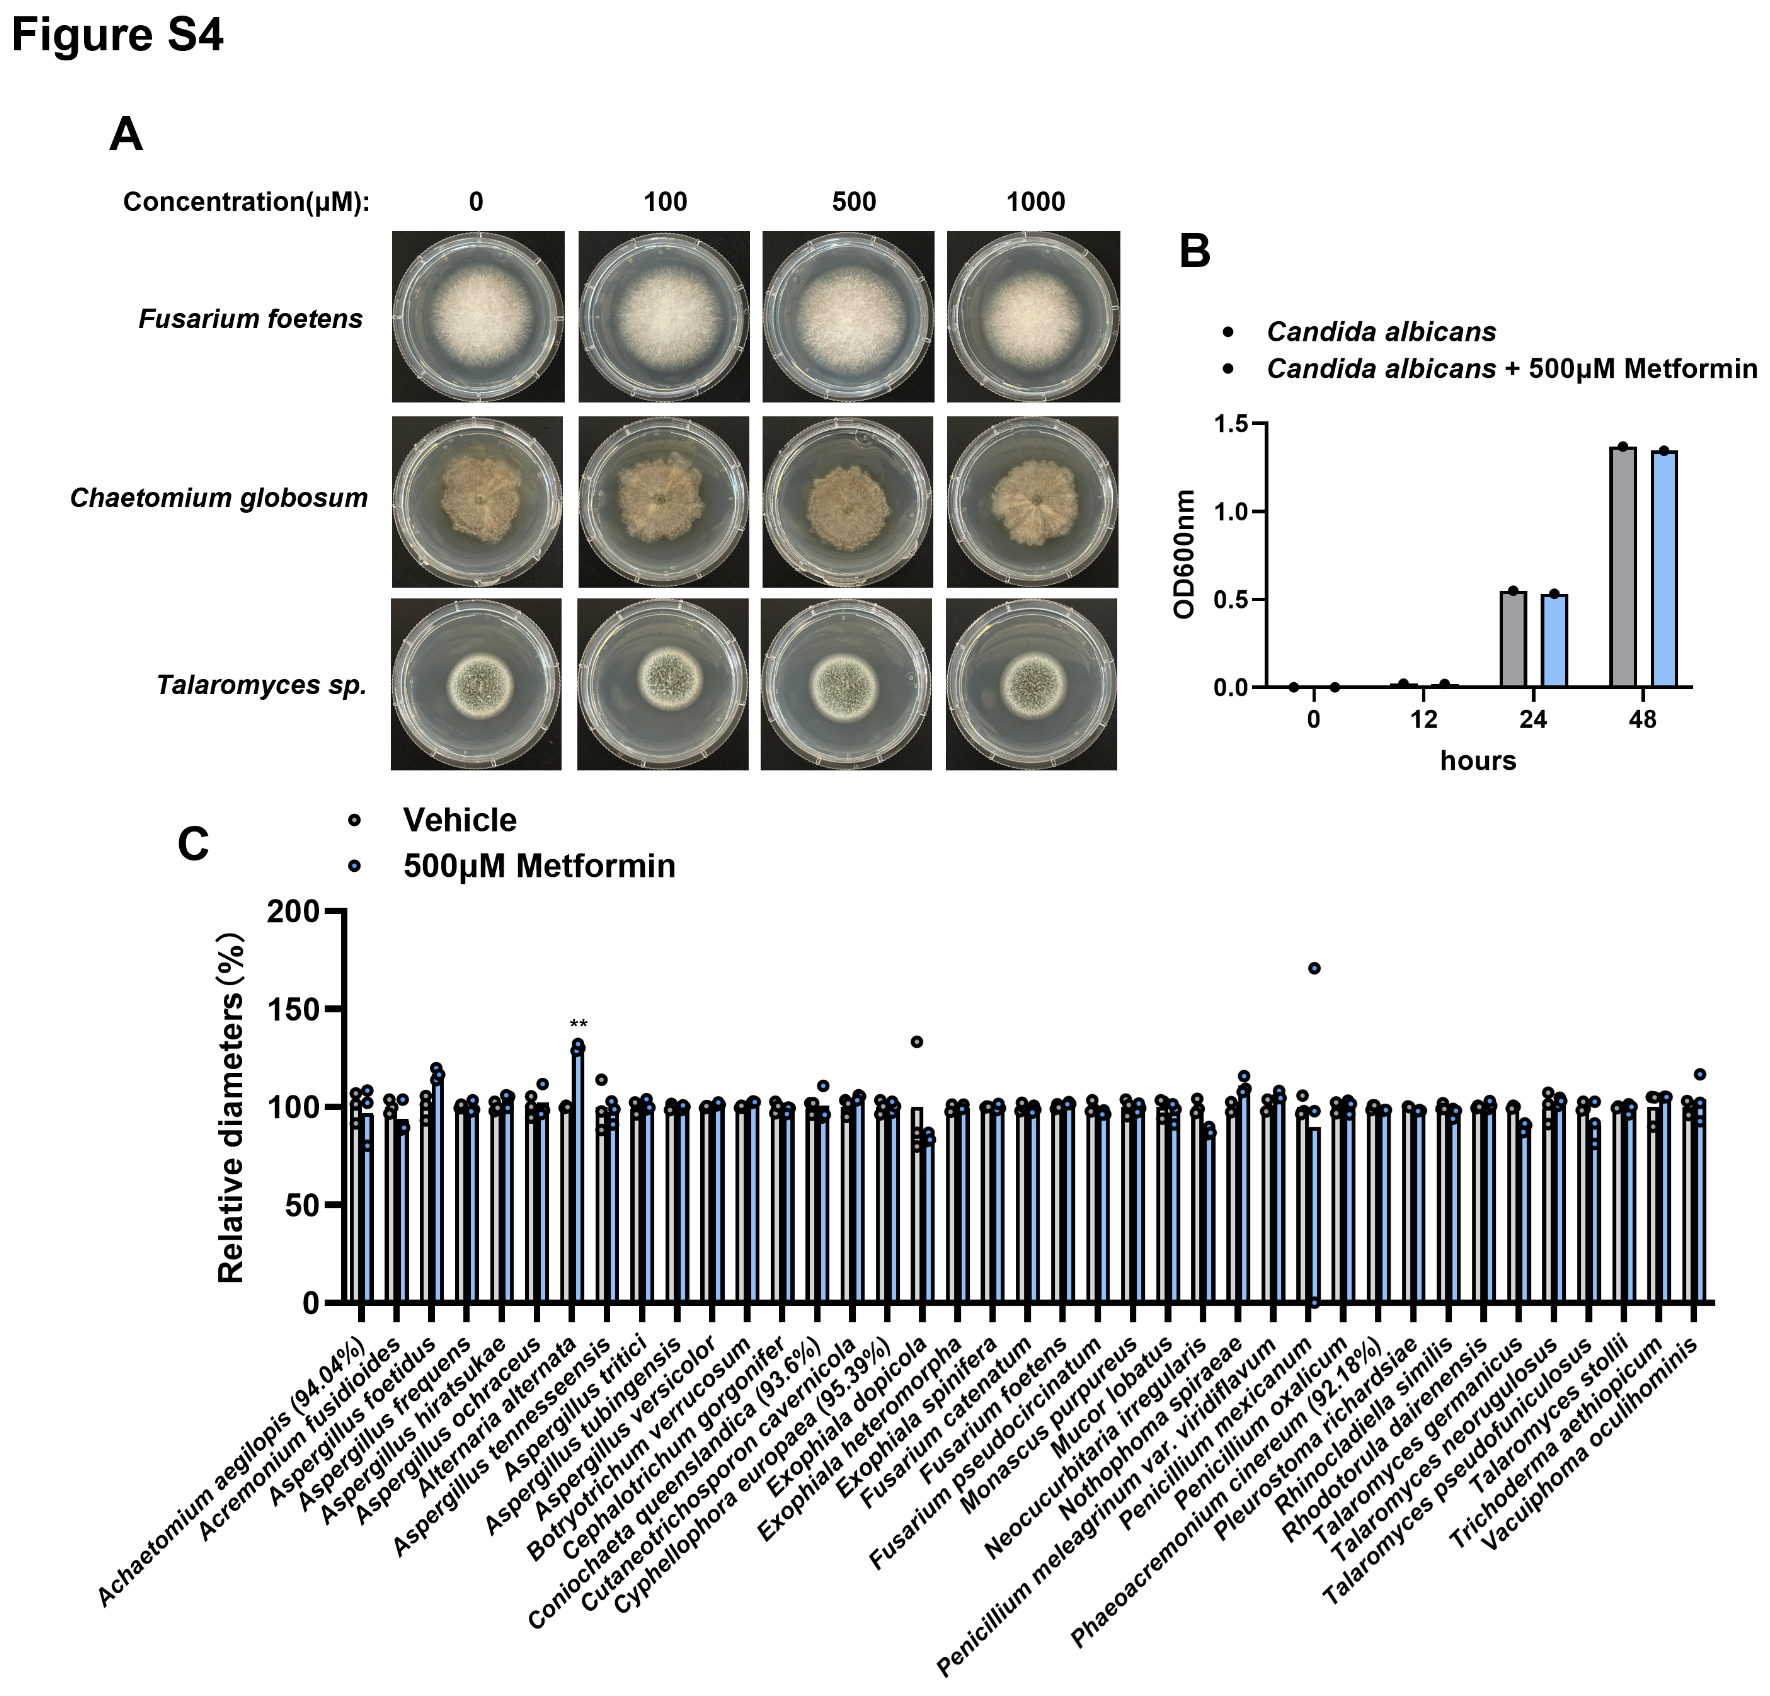 Figure S4
A
Concentration(μM): 0 100 500 1000
Fusarium foetens
Chaetomium globosum
Talaromyces sp.
B
Candida albicans
Candida albicans + 500μM Metformin
OD600nm
1.5
1.0
0.5
0.0
0 12 24 48
hours
C
Vehicle
500μM Metformin
Relative diameters(%)
200
150
100
50
0
**
Achaetomium aegilopis (94.04%)
Acremonium fusidioides
Aspergillus foetidus
Aspergillus frequens
Aspergillus hiratsukae
Aspergillus ochraceus
Alternaria alternata
Aspergillus tennesseensis
Aspergillus tritici
Aspergillus tubingensis
Aspergillus versicolor
Botryotrichum verrucosum
Cephalotrichum gorgonifer
Coniochaeta queenslandica (93.6%)
Cutaneotrichosporon cavernicola
Cyphellophora europaea (95.39%)
Exophiala dopicola
Exophiala heteromorpha
Exophiala spinifera
Fusarium catenatum
Fusarium foetens
Fusarium pseudocircinatum
Monascus purpureus
Mucor lobatus
Neocucurbitaria irregularis
Nothophoma spiraeae
Penicillium meleagrinum var. viridiflavum
Penicillium mexicanum
Penicillium oxalicum
Phaeoacremonium cinereum (92.18%)
Pleurostoma richardsiae
Rhinocladiella similis
Rhodotorula dairenensis
Talaromyces germanicus
Talaromyces neorugulosus
Talaromyces pseudofuniculosus
Talaromyces stollii
Trichoderma aethiopicum
Vacuiphoma oculihominis